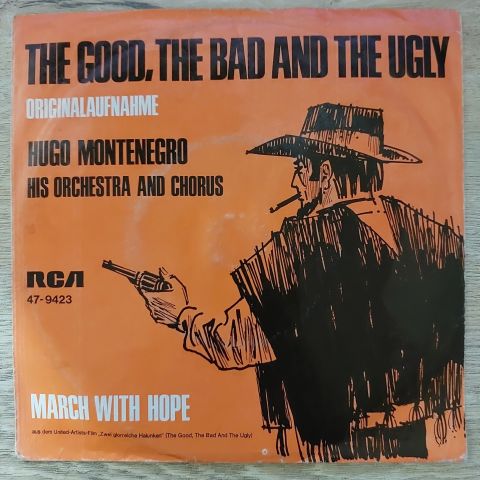 THE GOOD, THE BAD AND THE UGLY
ORIGINALAUFNAHME
HUGO MONTENEGRO
HIS ORCHESTRA AND CHORUS
RCA
47-9423
MARCH WITH HOPE
aus dem United-Artists-Film „Zwei glorreiche Halunken" (The Good, The Bad And The Ugly)